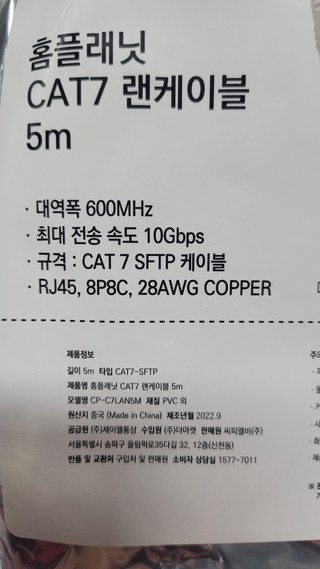 홈플래닛
CAT7 랜케이블
5m
· 대역폭 600MHz
· 최대 전송 속도 10Gbps
· 규격 : CAT 7 SFTP 케이블
· RJ45, 8P8C, 28AWG COPPER
제품정보
길이 5m 타입 CAT7-SFTP
제품명 홈플래닛 CAT7 랜케이블 5m
모델명 CP-C7LAN5M 재질 PVC 외
원산지 중국 (Made in China) 제조년월 2022.9
공급원 (주)제이엘통상 수입원 (주)더마켓 판매원 씨피엘비(주)
서울특별시 송파구 올림픽로35다길 32, 12층(신천동)
반품 및 교환처 구입처 및 판매원 소비자 상담실 1577-7011
주의